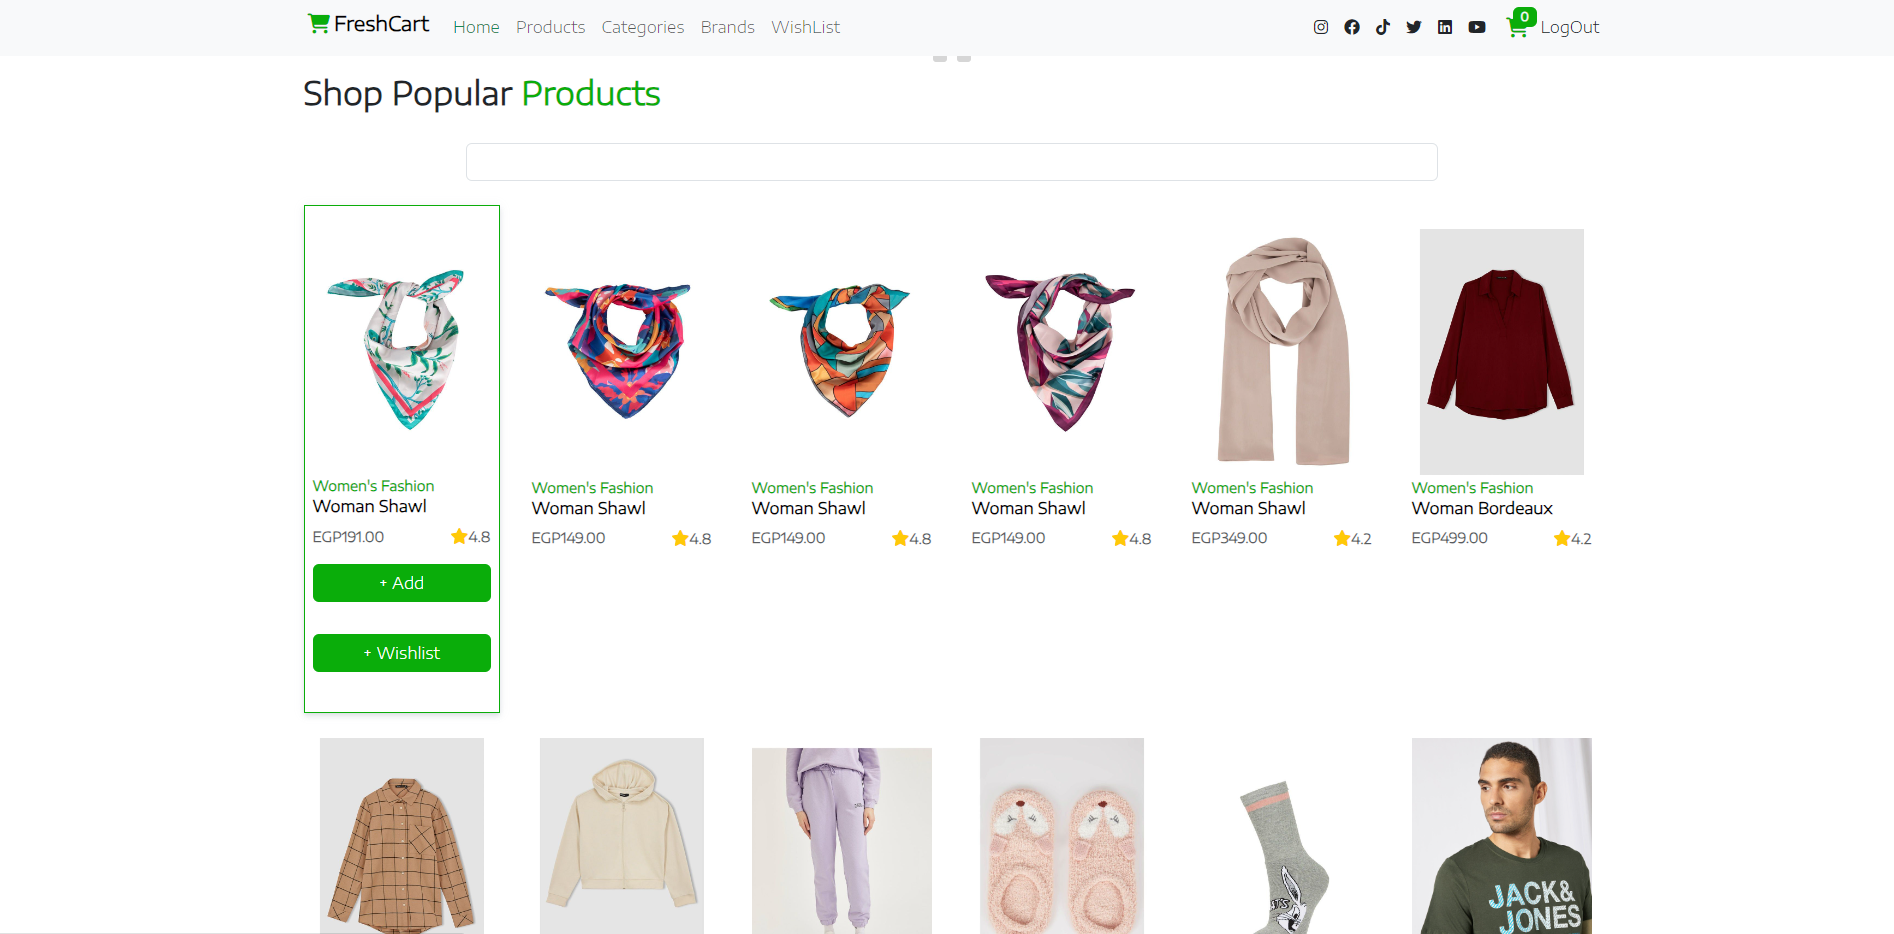 FreshCart Home Products Categories Brands WishList 0 LogOut
Shop Popular Products
Women's Fashion
Woman Shawl
EGP191.00 4.8
+ Add
+ Wishlist
Women's Fashion
Woman Shawl
EGP149.00 4.8
Women's Fashion
Woman Shawl
EGP149.00 4.8
Women's Fashion
Woman Shawl
EGP149.00 4.8
Women's Fashion
Woman Shawl
EGP349.00 4.2
Women's Fashion
Woman Bordeaux
EGP499.00 4.2
JACK&
JONES